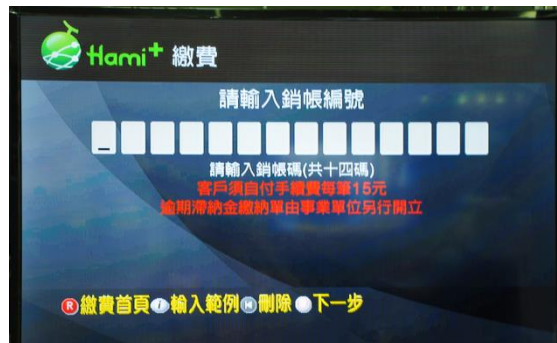 Hami+ 繳費
請輸入銷帳編號
請輸入銷帳碼(共十四碼)
客戶須自付手續費每筆15元
逾期滯納金繳納單由事業單位另行開立
R繳費首頁 i輸入範例 刪除 下一步